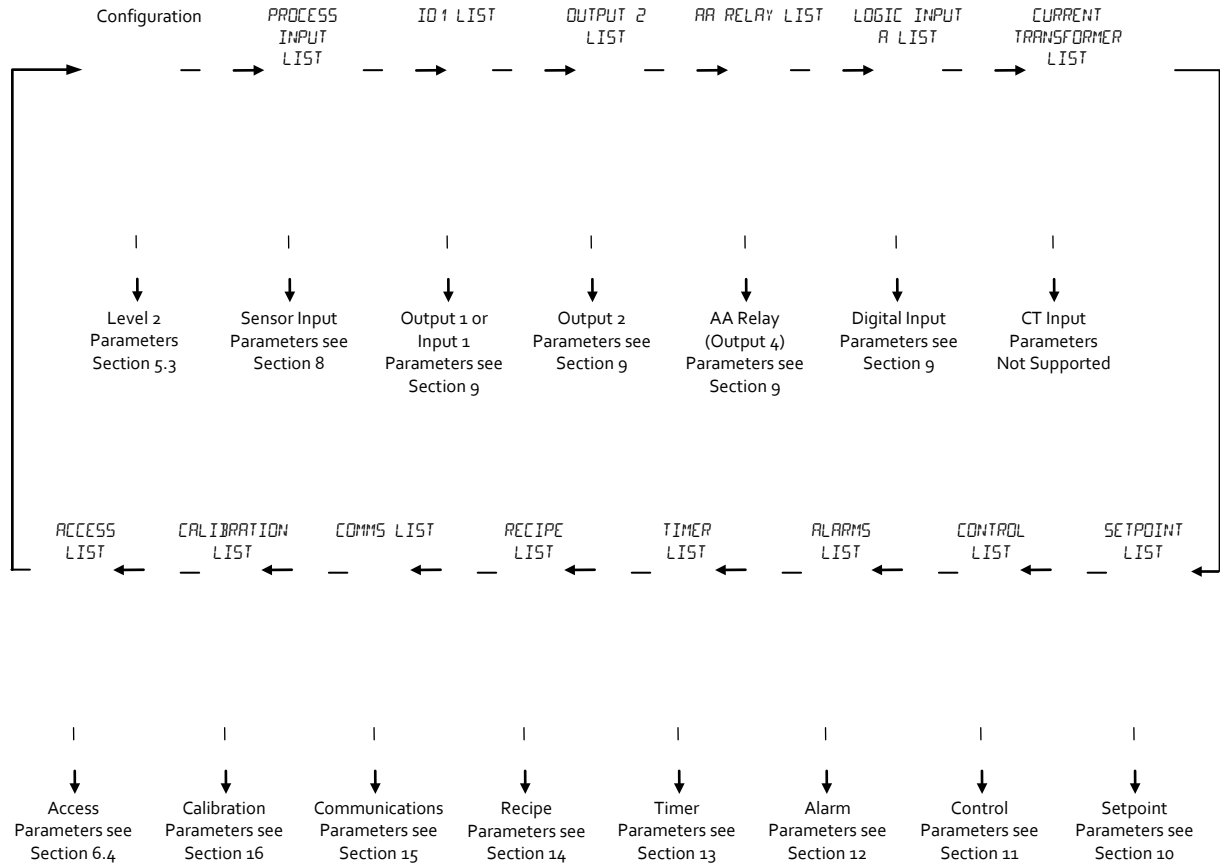 Configuration
PROCESS
INPUT
LIST
IO1 LIST
OUTPUT 2
LIST
AA RELAY LIST
LOGIC INPUT
A LIST
CURRENT
TRANSFORMER
LIST
Level 2
Parameters
Section 5.3
Sensor Input
Parameters see
Section 8
Output 1 or
Input 1
Parameters see
Section 9
Output 2
Parameters see
Section 9
AA Relay
(Output 4)
Parameters see
Section 9
Digital Input
Parameters see
Section 9
CT Input
Parameters
Not Supported
ACCESS
LIST
CALIBRATION
LIST
COMMS LIST
RECIPE
LIST
TIMER
LIST
ALARMS
LIST
CONTROL
LIST
SETPOINT
LIST
Access
Parameters see
Section 6.4
Calibration
Parameters see
Section 16
Communications
Parameters see
Section 15
Recipe
Parameters see
Section 14
Timer
Parameters see
Section 13
Alarm
Parameters see
Section 12
Control
Parameters see
Section 11
Setpoint
Parameters see
Section 10